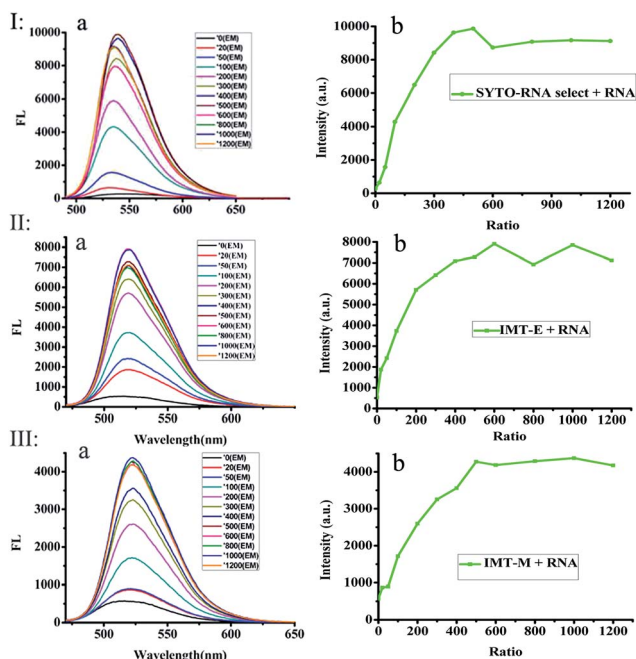 I:
a
10000
8000
6000
4000
2000
0
FL
500
550
600
650
'0(EM)
'20(EM)
'50(EM)
'100(EM)
'200(EM)
'300(EM)
'400(EM)
'500(EM)
'600(EM)
'800(EM)
'1000(EM)
'1200(EM)
b
10000
8000
6000
4000
2000
0
Intensity (a.u.)
SYTO-RNA select + RNA
0
300
600
900
1200
Ratio
II:
a
8000
7000
6000
5000
4000
3000
2000
1000
0
FL
500
550
600
Wavelength(nm)
'0(EM)
'20(EM)
'50(EM)
'100(EM)
'200(EM)
'300(EM)
'400(EM)
'500(EM)
'600(EM)
'800(EM)
'1000(EM)
'1200(EM)
b
8000
7000
6000
5000
4000
3000
2000
1000
0
Intensity (a.u.)
IMT-E + RNA
0
200
400
600
800
1000
1200
Ratio
III:
a
4000
3000
2000
1000
0
FL
500
550
600
650
Wavelength(nm)
'0(EM)
'20(EM)
'50(EM)
'100(EM)
'200(EM)
'300(EM)
'400(EM)
'500(EM)
'600(EM)
'800(EM)
'1000(EM)
'1200(EM)
b
4000
3000
2000
1000
0
Intensity (a.u.)
IMT-M + RNA
0
200
400
600
800
1000
1200
Ratio